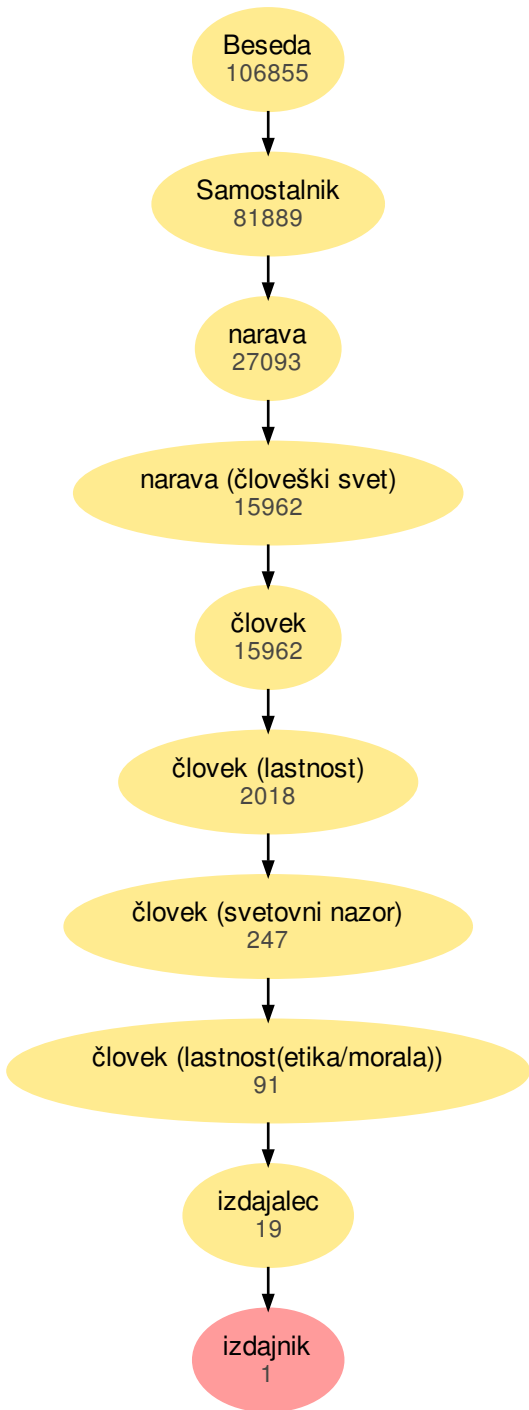 Beseda
106855
Samostalnik
81889
narava
27093
narava (človeški svet)
15962
človek
15962
človek (lastnost)
2018
človek (svetovni nazor)
247
človek (lastnost(etika/morala))
91
izdajalec
19
izdajnik
1